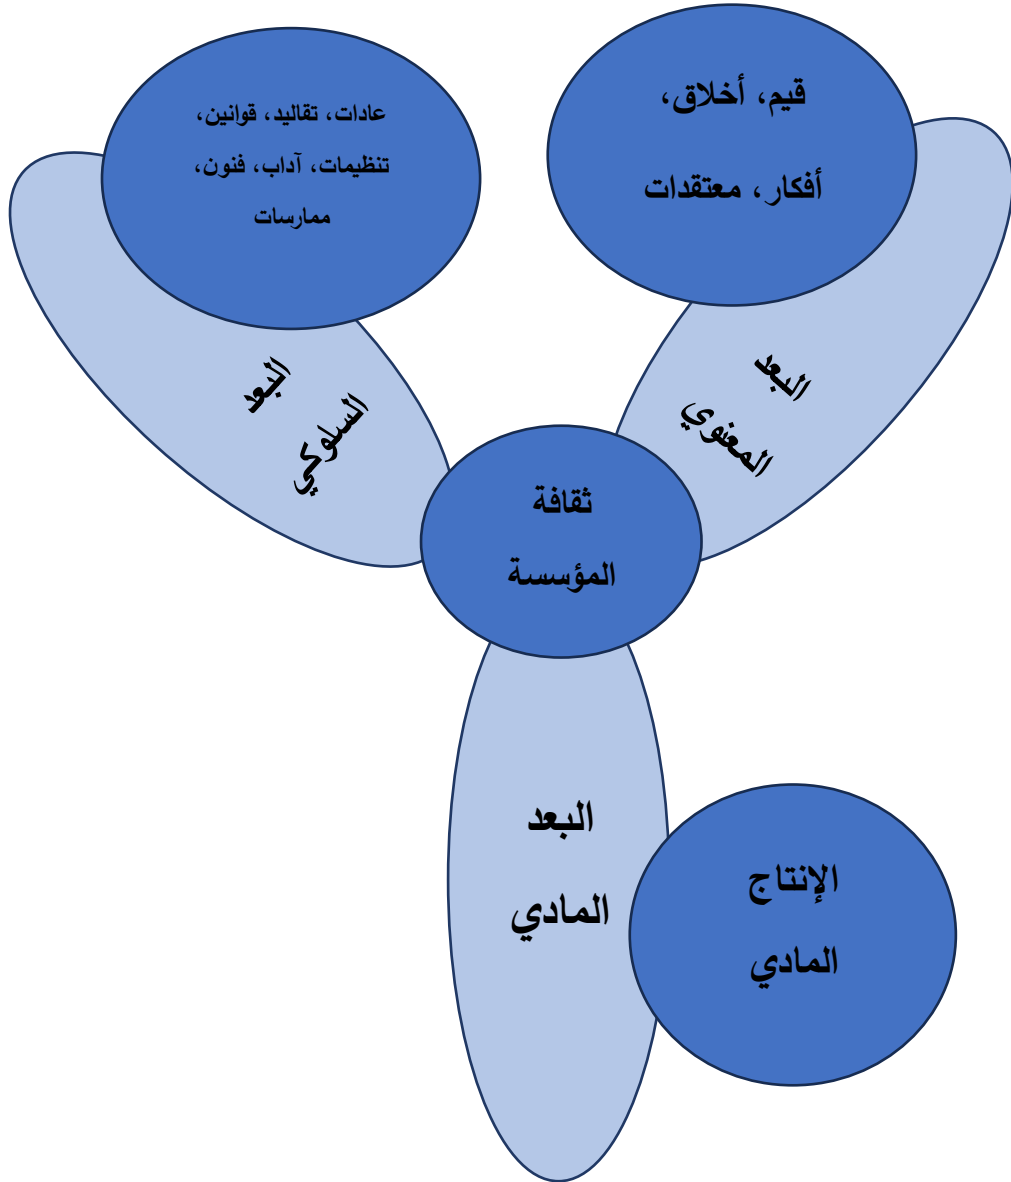 قيم، أخلاق،
أفكار، معتقدات
عادات، تقاليد، قوانين،
تنظيمات، آداب، فنون،
ممارسات
البعد
المعنوي
البعد
السلوكي
ثقافة
المؤسسة
البعد
المادي
الإنتاج
المادي